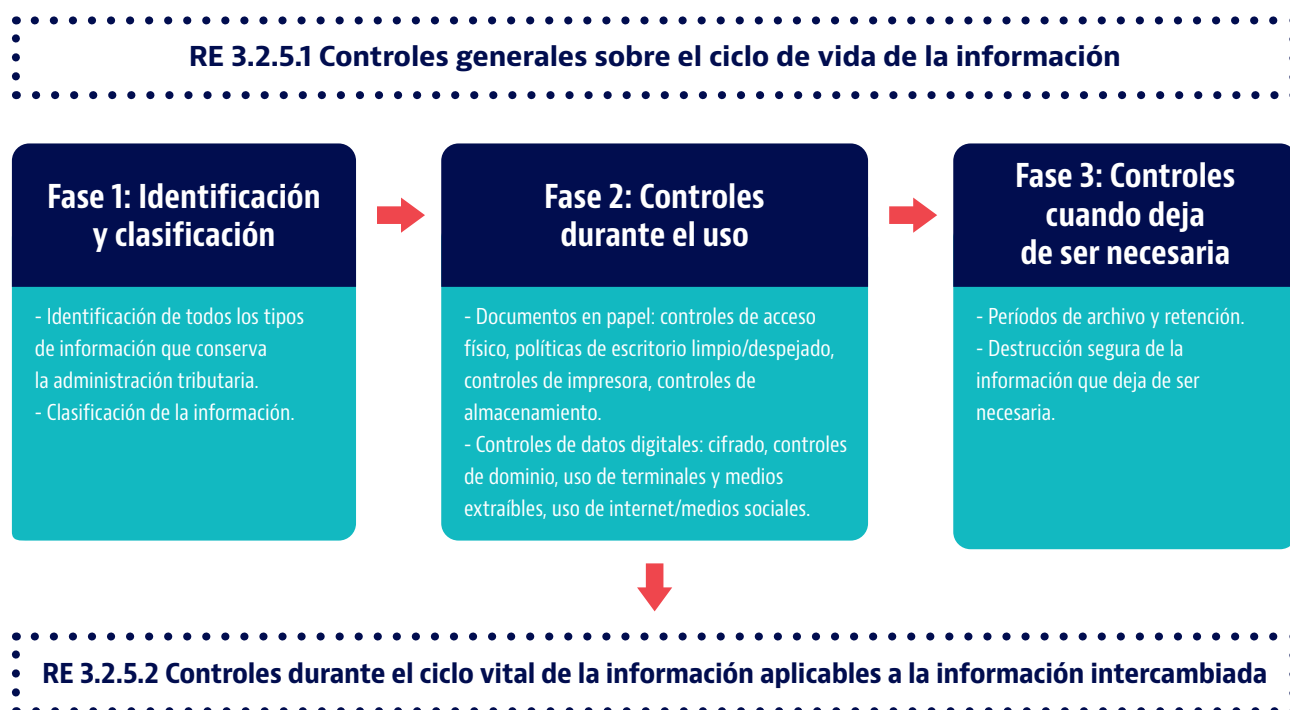 RE 3.2.5.1 Controles generales sobre el ciclo de vida de la información
Fase 1: Identificación
y clasificación
- Identificación de todos los tipos
de información que conserva
la administración tributaria.
- Clasificación de la información.
Fase 2: Controles
durante el uso
- Documentos en papel: controles de acceso
físico, políticas de escritorio limpio/despejado,
controles de impresora, controles de
almacenamiento.
- Controles de datos digitales: cifrado, controles
de dominio, uso de terminales y medios
extraíbles, uso de internet/medios sociales.
Fase 3: Controles
cuando deja
de ser necesaria
- Períodos de archivo y retención.
- Destrucción segura de la
información que deja de ser
necesaria.
RE 3.2.5.2 Controles durante el ciclo vital de la información aplicables a la información intercambiada